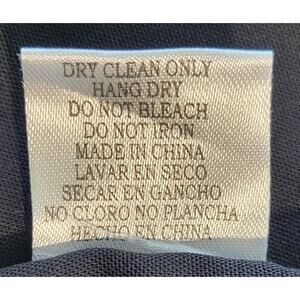 DRY CLEAN ONLY
HANG DRY
DO NOT BLEACH
DO NOT IRON
MADE IN CHINA
LAVAR EN SECO
SECAR EN GANCHO
NO CLORO NO PLANCHA
HECHO EN CHINA